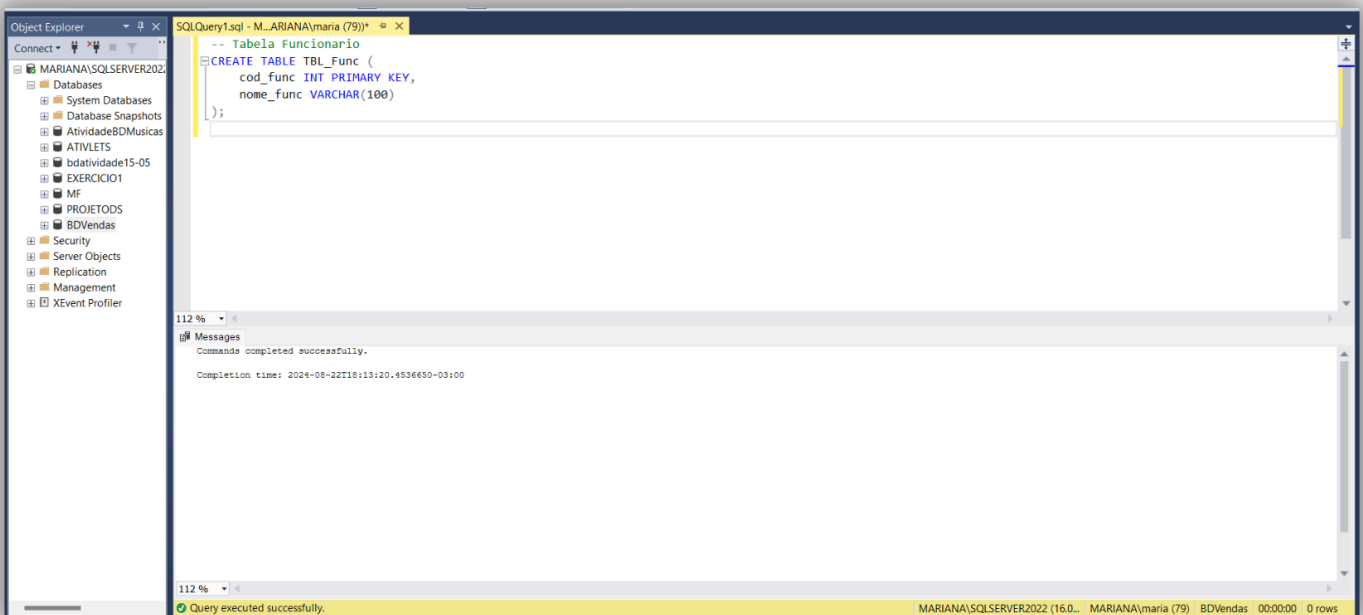 Object Explorer
Connect
MARIANA\SQLSERVER2022
Databases
System Databases
Database Snapshots
AtividadeBDMusicas
ATIVLETS
bdatividade15-05
EXERCICIO1
MF
PROJETODS
BDVendas
Security
Server Objects
Replication
Management
XEvent Profiler
SQLQuery1.sql - M...ARIANA\maria (79))*
-- Tabela Funcionario
CREATE TABLE TBL_Func (
cod_func INT PRIMARY KEY,
nome_func VARCHAR(100)
);
112 %
Messages
Commands completed successfully.
Completion time: 2024-08-22T18:13:20.4536650-03:00
112 %
Query executed successfully.
MARIANA\SQLSERVER2022 (16.0... MARIANA\maria (79) BDVendas 00:00:00 0 rows